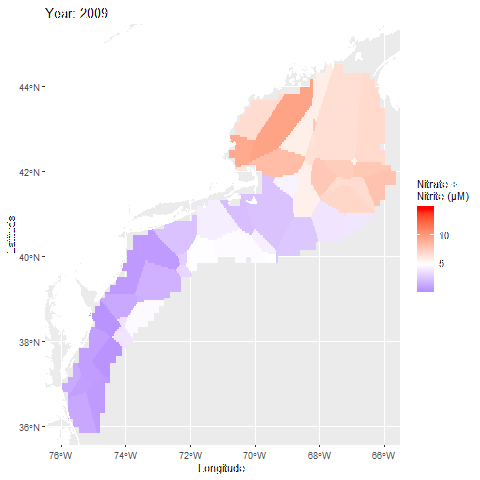 Year: 2009
44°N
42°N
40°N
38°N
36°N
76°W
74°W
72°W
70°W
68°W
66°W
Longitude
Latitude
Nitrate +
Nitrite (µM)
10
5